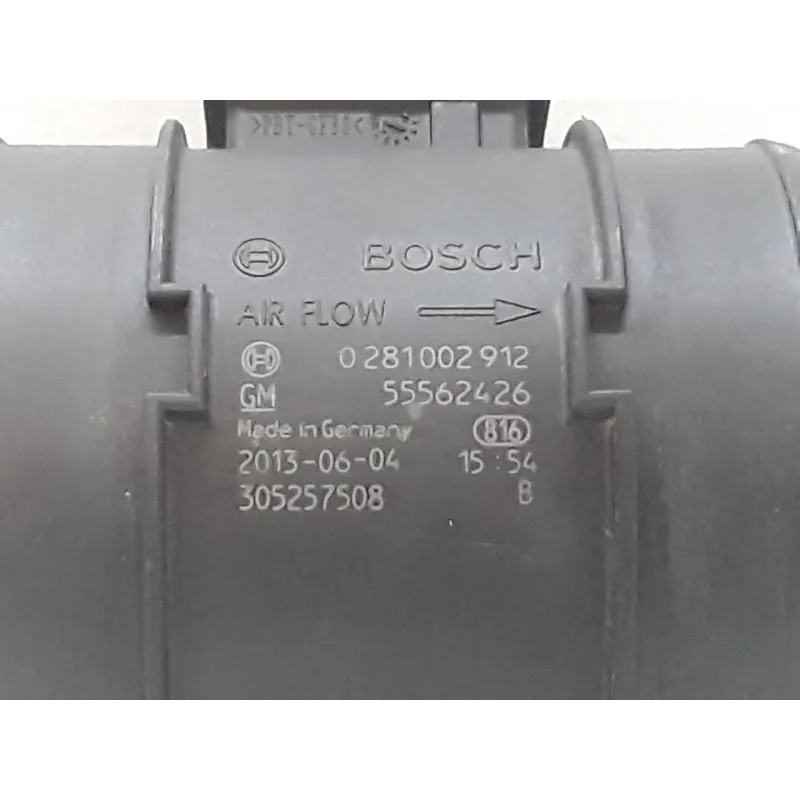 BOSCH
AIR FLOW
0 281 002 912
GM 55562426
Made in Germany 816
2013-06-04 15:54
305257508 B